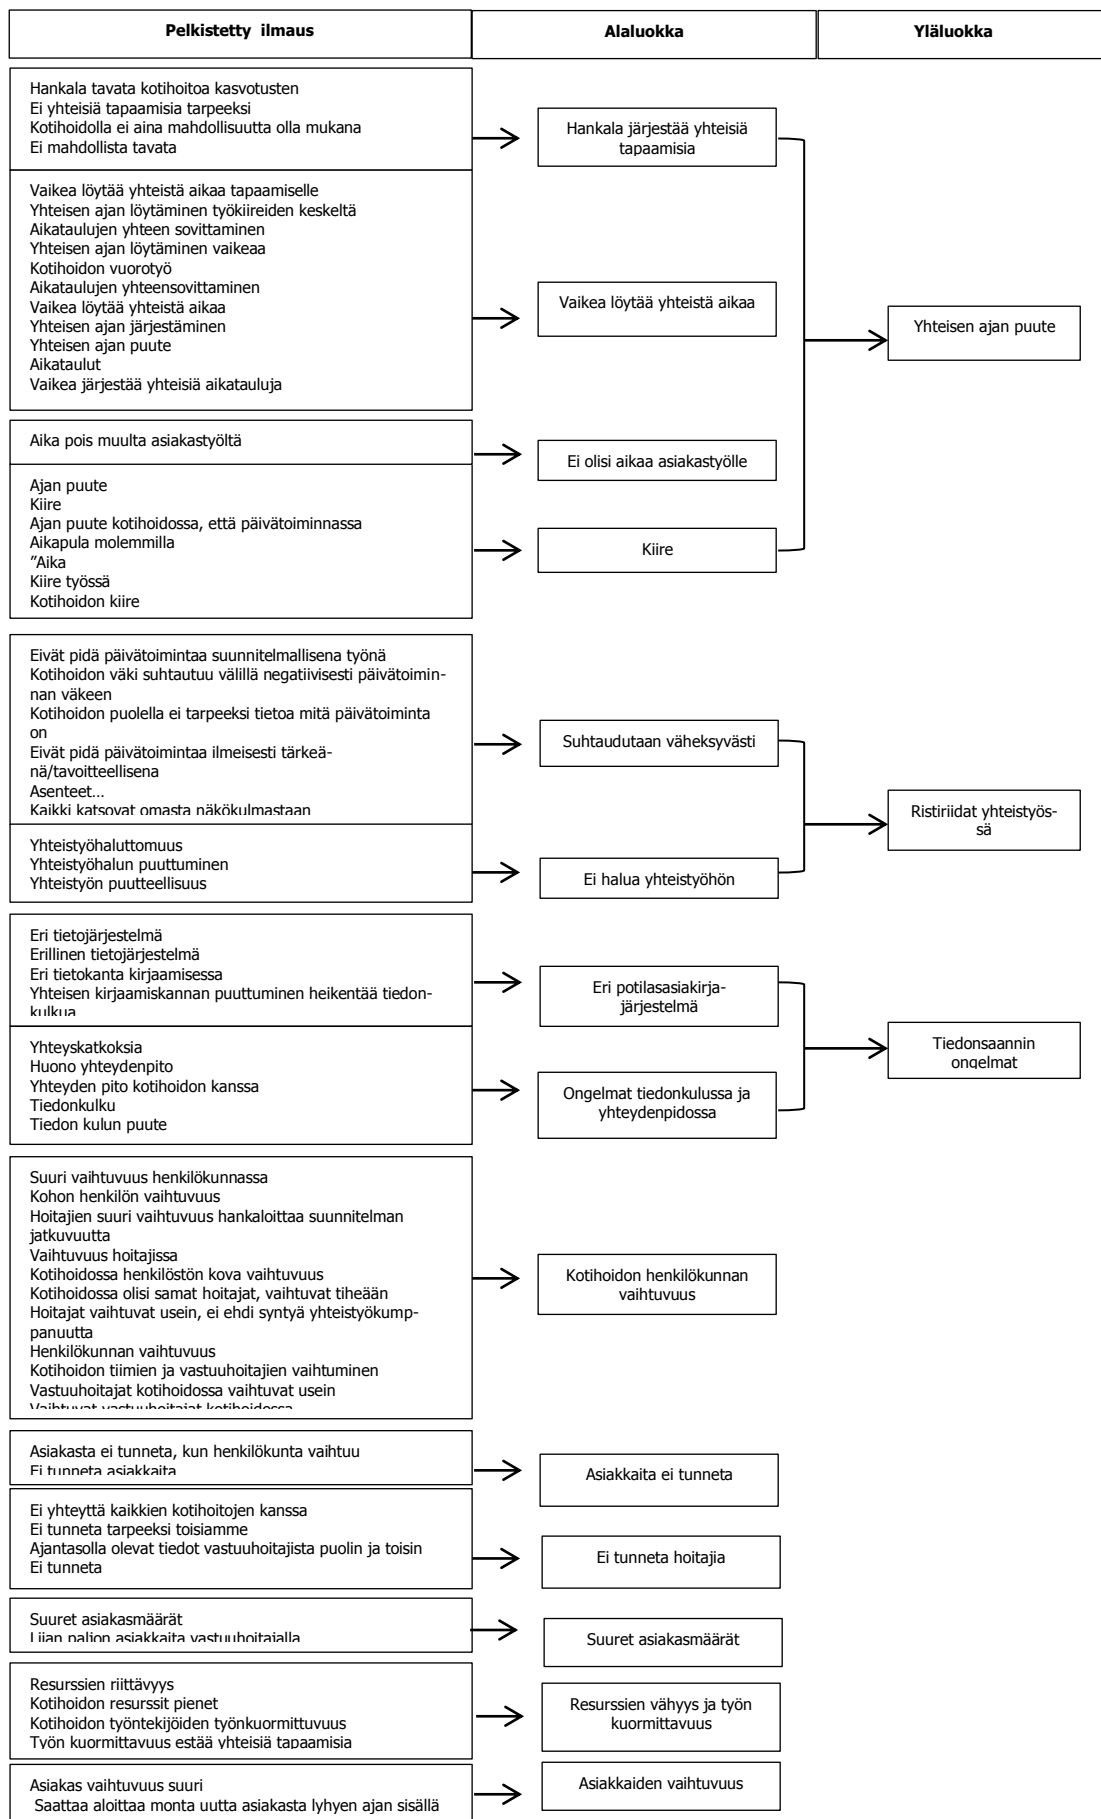 Pelkistetty ilmaus
Alaluokka
Yläluokka
Hankala tavata kotihoitoa kasvotusten
Ei yhteisiä tapaamisia tarpeeksi
Kotihoidolla ei aina mahdollisuutta olla mukana
Ei mahdollista tavata
Hankala järjestää yhteisiä
tapaamisia
Vaikea löytää yhteistä aikaa tapaamiselle
Yhteisen ajan löytäminen työkiireiden keskeltä
Aikataulujen yhteen sovittaminen
Yhteisen ajan löytäminen vaikeaa
Kotihoidon vuorotyö
Aikataulujen yhteensovittaminen
Vaikea löytää yhteistä aikaa
Yhteisen ajan järjestäminen
Yhteisen ajan puute
Aikataulut
Vaikea järjestää yhteisiä aikatauluja
Vaikea löytää yhteistä aikaa
Yhteisen ajan puute
Aika pois muulta asiakastyöltä
Ei olisi aikaa asiakastyölle
Ajan puute
Kiire
Ajan puute kotihoidossa, että päivätoiminnassa
Aikapula molemmilla
”Aika
Kiire työssä
Kotihoidon kiire
Kiire
Eivät pidä päivätoimintaa suunnitelmallisena työnä
Kotihoidon väki suhtautuu välillä negatiivisesti päivätoimin-
nan väkeen
Kotihoidon puolella ei tarpeeksi tietoa mitä päivätoiminta
on
Eivät pidä päivätoimintaa ilmeisesti tärkeä-
nä/tavoitteellisena
Asenteet…
Kaikki katsovat omasta näkökulmastaan
Suhtaudutaan väheksyvästi
Ristiriidat yhteistyös-
sä
Yhteistyöhaluttomuus
Yhteistyöhalun puuttuminen
Yhteistyön puutteellisuus
Ei halua yhteistyöhön
Eri tietojärjestelmä
Erillinen tietojärjestelmä
Eri tietokanta kirjaamisessa
Yhteisen kirjaamiskannan puuttuminen heikentää tiedon-
kulkua
Eri potilasasiakirja-
järjestelmä
Tiedonsaannin
ongelmat
Yhteyskatkoksia
Huono yhteydenpito
Yhteyden pito kotihoidon kanssa
Tiedonkulku
Tiedon kulun puute
Ongelmat tiedonkulussa ja
yhteydenpidossa
Suuri vaihtuvuus henkilökunnassa
Kohon henkilön vaihtuvuus
Hoitajien suuri vaihtuvuus hankaloittaa suunnitelman
jatkuvuutta
Vaihtuvuus hoitajissa
Kotihoidossa henkilöstön kova vaihtuvuus
Kotihoidossa olisi samat hoitajat, vaihtuvat tiheään
Hoitajat vaihtuvat usein, ei ehdi syntyä yhteistyökump-
panuutta
Henkilökunnan vaihtuvuus
Kotihoidon tiimien ja vastuuhoitajien vaihtuminen
Vastuuhoitajat kotihoidossa vaihtuvat usein
Vaihtuvat vastuuhoitajat kotihoidossa
Kotihoidon henkilökunnan
vaihtuvuus
Asiakasta ei tunneta, kun henkilökunta vaihtuu
Ei tunneta asiakkaita
Asiakkaita ei tunneta
Ei yhteyttä kaikkien kotihoitojen kanssa
Ei tunneta tarpeeksi toisiamme
Ajantasolla olevat tiedot vastuuhoitajista puolin ja toisin
Ei tunneta
Ei tunneta hoitajia
Suuret asiakasmäärät
Liian paljon asiakkaita vastuuhoitajalla
Suuret asiakasmäärät
Resurssien riittävyys
Kotihoidon resurssit pienet
Kotihoidon työntekijöiden työnkuormittuvuus
Työn kuormittavuus estää yhteisiä tapaamisia
Resurssien vähyys ja työn
kuormittavuus
Asiakas vaihtuvuus suuri
Saattaa aloittaa monta uutta asiakasta lyhyen ajan sisällä
Asiakkaiden vaihtuvuus